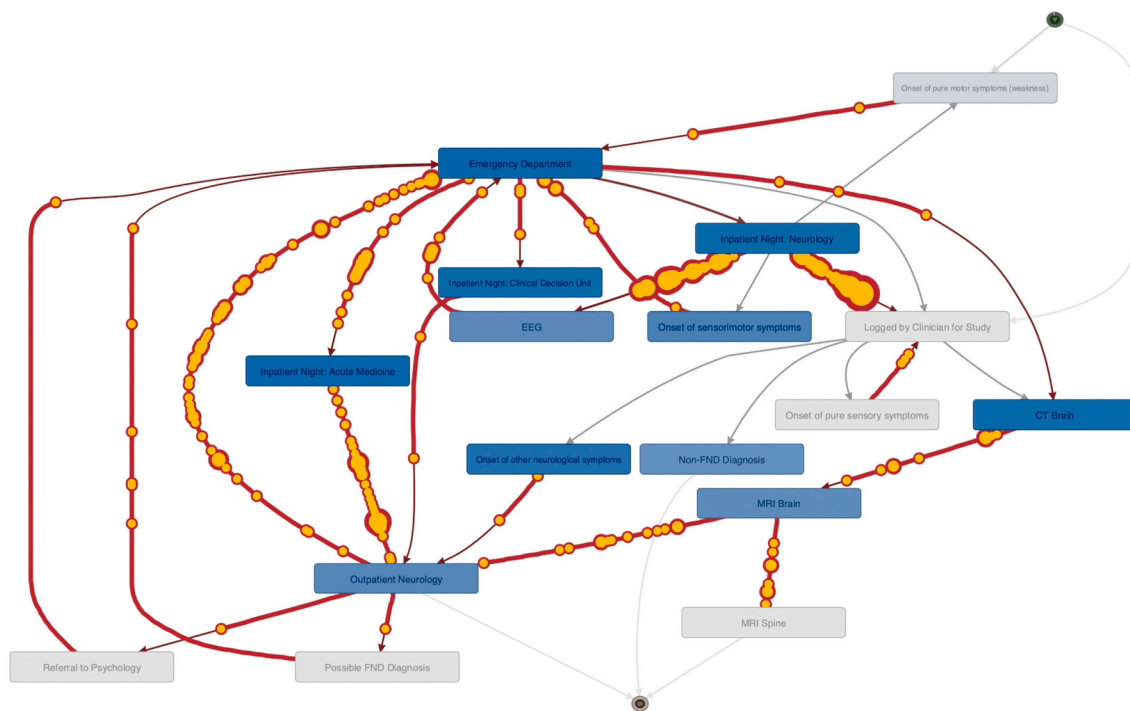 Onset of pure motor symptoms (weakness)
Emergency Department
Inpatient Night: Neurology
Inpatient Night: Clinical Decision Unit
EEG
Onset of sensorimotor symptoms
Logged by Clinician for Study
Inpatient Night: Acute Medicine
Onset of pure sensory symptoms
CT Brain
Onset of other neurological symptoms
Non-FND Diagnosis
MRI Brain
Outpatient Neurology
MRI Spine
Referral to Psychology
Possible FND Diagnosis